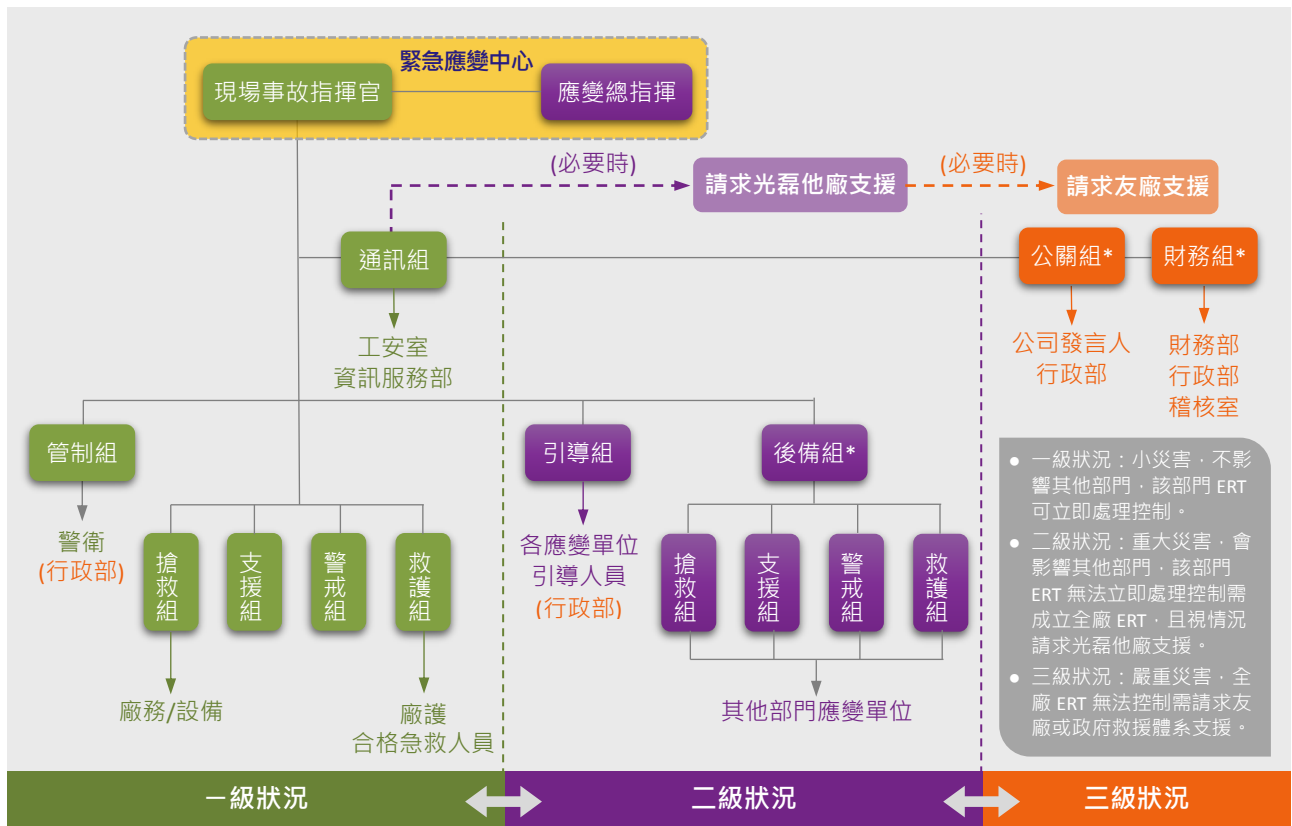 緊急應變中心
現場事故指揮官
應變總指揮
(必要時)
請求光磊他廠支援
(必要時)
請求友廠支援
通訊組
公關組*
財務組*
工安室
資訊服務部
公司發言人
行政部
財務部
行政部
稽核室
管制組
引導組
後備組*
警衛
(行政部)
搶救組
支援組
警戒組
救護組
各應變單位
引導人員
(行政部)
搶救組
支援組
警戒組
救護組
廠務/設備
廠護
合格急救人員
其他部門應變單位
● 一級狀況：小災害，不影
響其他部門，該部門 ERT
可立即處理控制。
● 二級狀況：重大災害，會
影響其他部門，該部門
ERT 無法立即處理控制需
成立全廠 ERT，且視情況
請求光磊他廠支援。
● 三級狀況：嚴重災害，全
廠 ERT 無法控制需請求友
廠或政府救援體系支援。
一級狀況
二級狀況
三級狀況